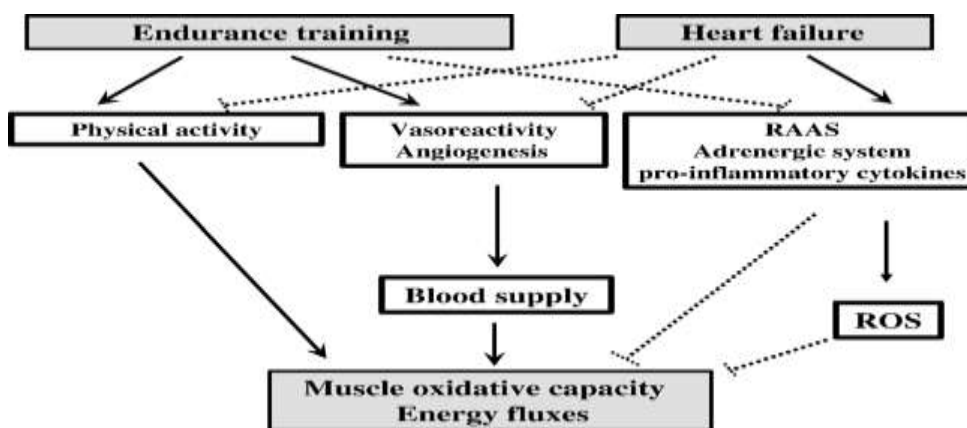 Endurance training
Heart failure
Physical activity
Vasoreactivity
Angiogenesis
RAAS
Adrenergic system
pro-inflammatory cytokines
Blood supply
ROS
Muscle oxidative capacity
Energy fluxes